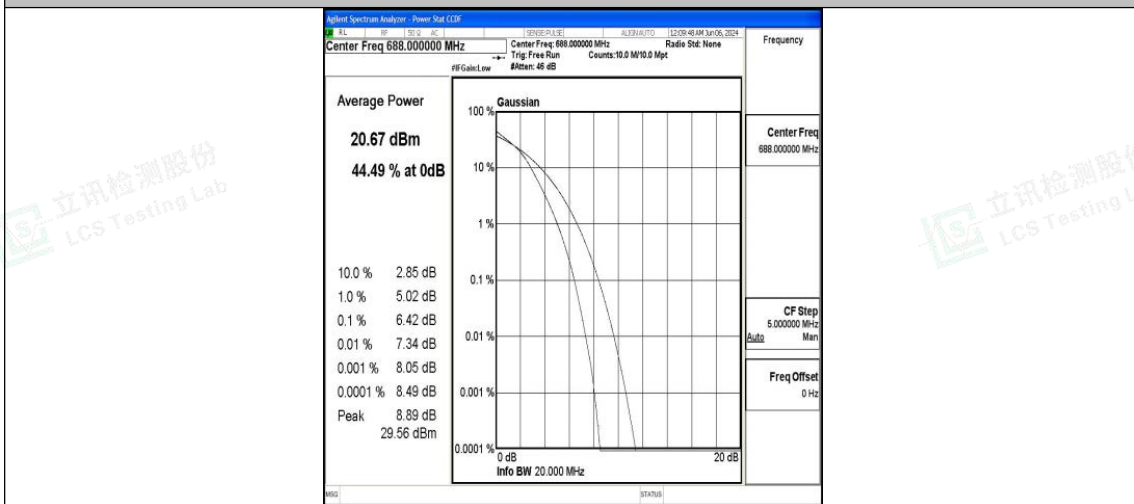 Agilent Spectrum Analyzer - Power Stat CCDF
RL RF 50 Ω AC SENSE:PULSE ALIGN AUTO 12:09:48 AM Jun 06, 2024
Center Freq 688.000000 MHz
Center Freq: 688.000000 MHz Radio Std: None
Trig: Free Run Counts:10.0 M/10.0 Mpt
#IFGain:Low #Atten: 46 dB
Frequency
Average Power
20.67 dBm
44.49 % at 0dB
10.0 % 2.85 dB
1.0 % 5.02 dB
0.1 % 6.42 dB
0.01 % 7.34 dB
0.001 % 8.05 dB
0.0001 % 8.49 dB
Peak 8.89 dB
29.56 dBm
Gaussian
100 %
10 %
1 %
0.1 %
0.01 %
0.001 %
0.0001 %
0 dB 20 dB
Info BW 20.000 MHz
Center Freq
688.000000 MHz
CF Step
5.000000 MHz
Auto Man
Freq Offset
0 Hz
MSG STATUS
立讯检测股份
LCS Testing Lab
立讯检测股份
LCS Testing L